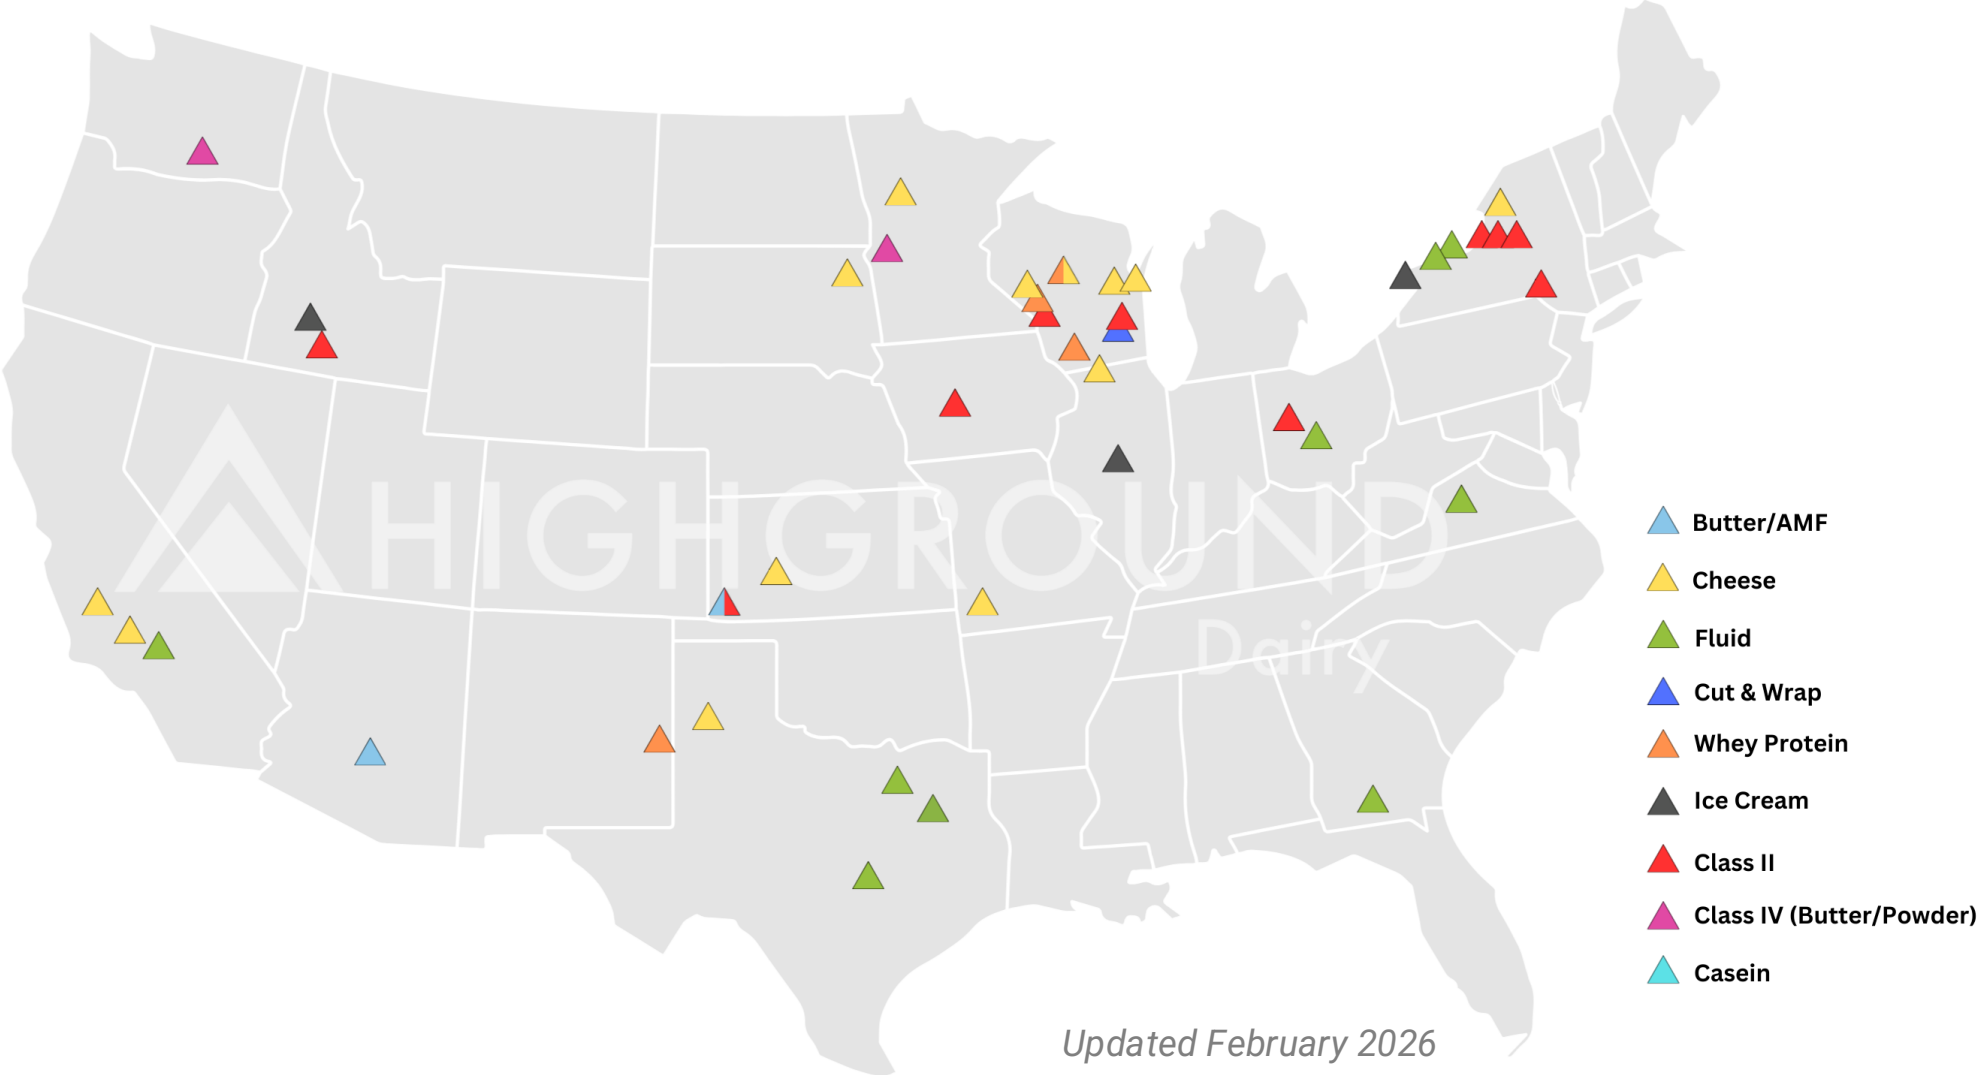 HIGHGROUND
Dairy
Butter/AMF
Cheese
Fluid
Cut & Wrap
Whey Protein
Ice Cream
Class II
Class IV (Butter/Powder)
Casein
Updated February 2026